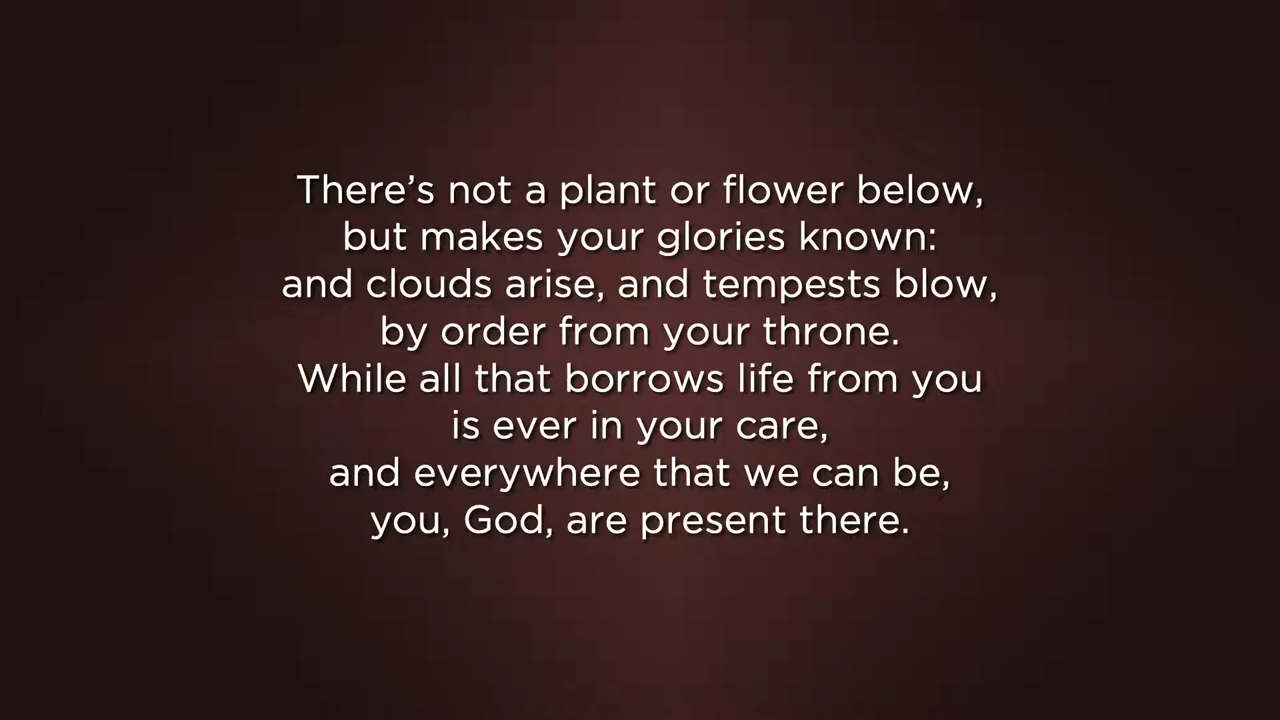 There’s not a plant or flower below,
but makes your glories known:
and clouds arise, and tempests blow,
by order from your throne.
While all that borrows life from you
is ever in your care,
and everywhere that we can be,
you, God, are present there.